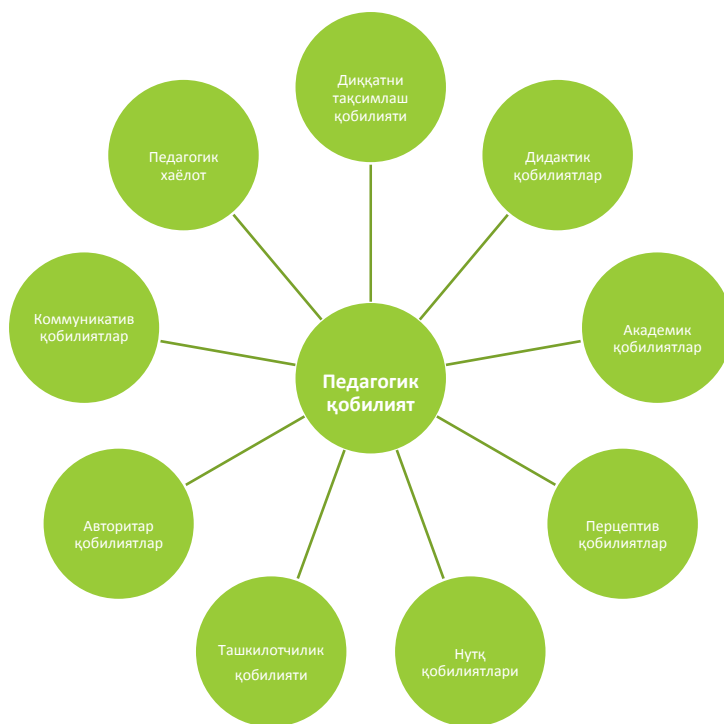 Диққатни
тақсимлаш
қобилияти
Дидактик
қобилиятлар
Академик
қобилиятлар
Перцептив
қобилиятлар
Нутқ
қобилиятлари
Ташкилотчилик
қобилияти
Авторитар
қобилиятлар
Коммуникатив
қобилиятлар
Педагогик
хаёлот
Педагогик
қобилият